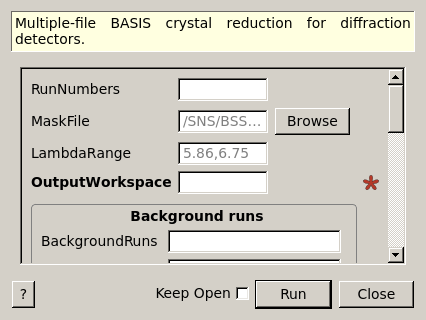 Multiple-file BASIS crystal reduction for diffraction
detectors.
RunNumbers
MaskFile /SNS/BSS... Browse
LambdaRange 5.86,6.75
OutputWorkspace *
Background runs
BackgroundRuns
? Keep Open Run Close